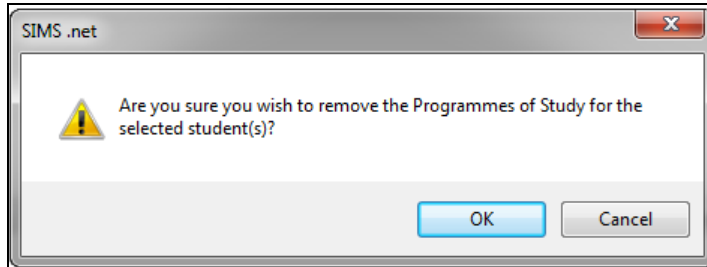 SIMS .net
Are you sure you wish to remove the Programmes of Study for the
selected student(s)?
OK
Cancel